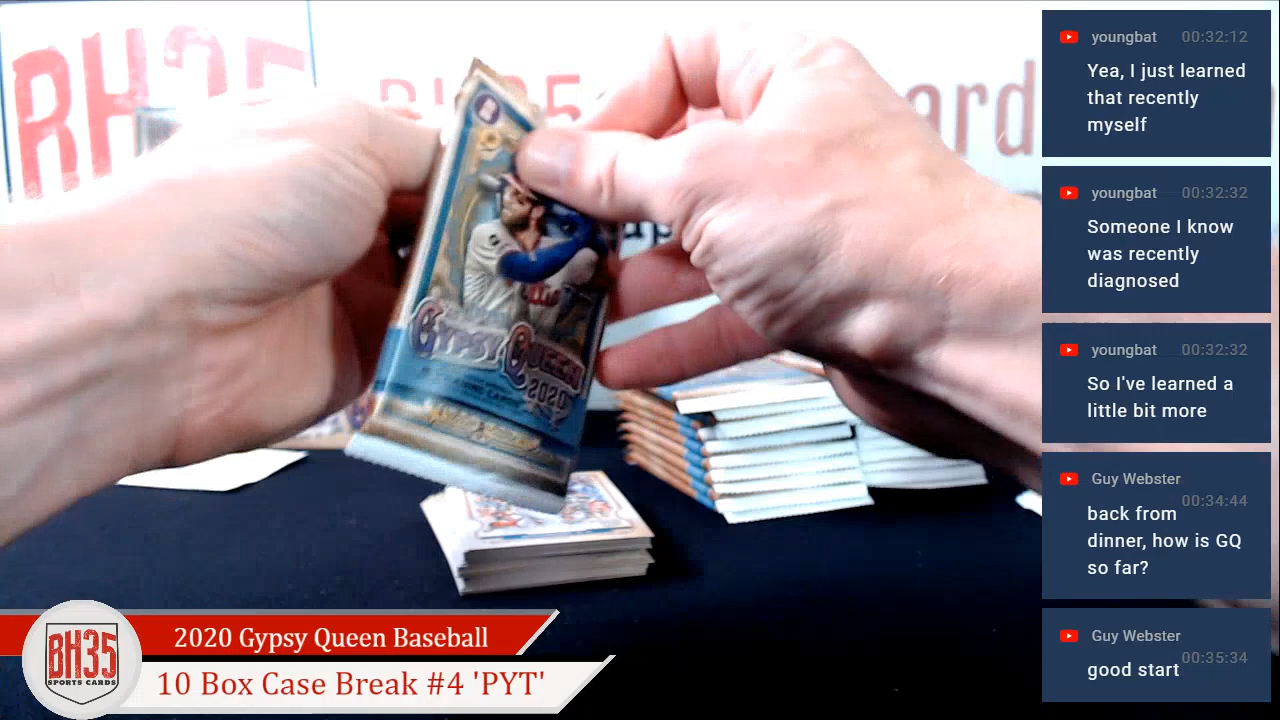 BH35
BH35
ard
GYPSY QUEEN
2020
youngbat 00:32:12
Yea, I just learned
that recently
myself
youngbat 00:32:32
Someone I know
was recently
diagnosed
youngbat 00:32:32
So I've learned a
little bit more
Guy Webster
00:34:44
back from
dinner, how is GQ
so far?
Guy Webster
00:35:34
good start
BH35
SPORTS CARDS
2020 Gypsy Queen Baseball
10 Box Case Break #4 'PYT'